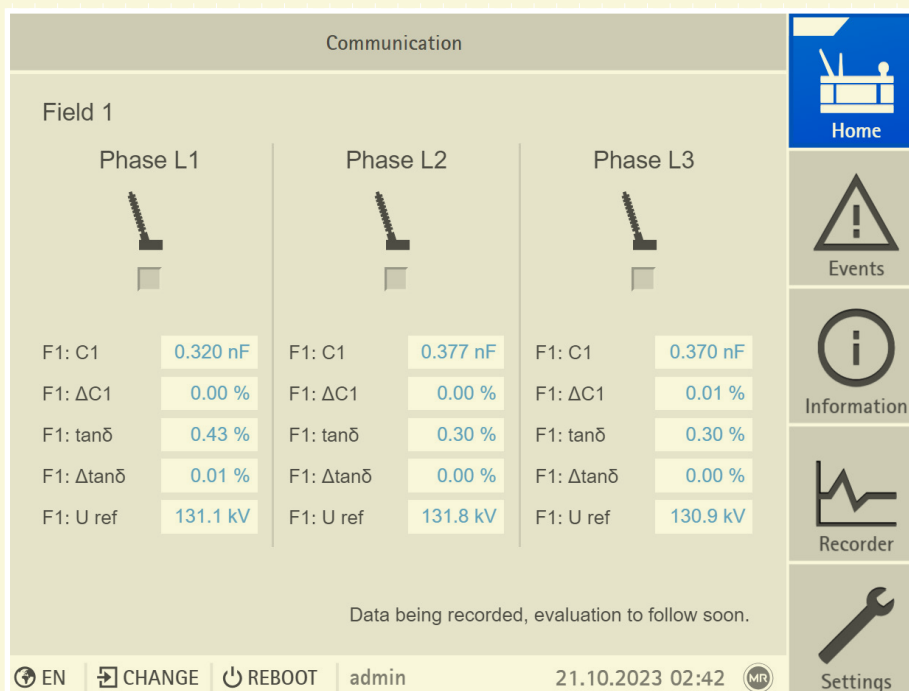 Communication
Home
Field 1
Phase L1 Phase L2 Phase L3
Events
F1: C1 0.320 nF F1: C1 0.377 nF F1: C1 0.370 nF
F1: ΔC1 0.00 % F1: ΔC1 0.00 % F1: ΔC1 0.01 %
Information
F1: tanδ 0.43 % F1: tanδ 0.30 % F1: tanδ 0.30 %
F1: Δtanδ 0.01 % F1: Δtanδ 0.00 % F1: Δtanδ 0.00 %
F1: U ref 131.1 kV F1: U ref 131.8 kV F1: U ref 130.9 kV
Recorder
Data being recorded, evaluation to follow soon.
EN CHANGE REBOOT admin 21.10.2023 02:42 MR
Settings